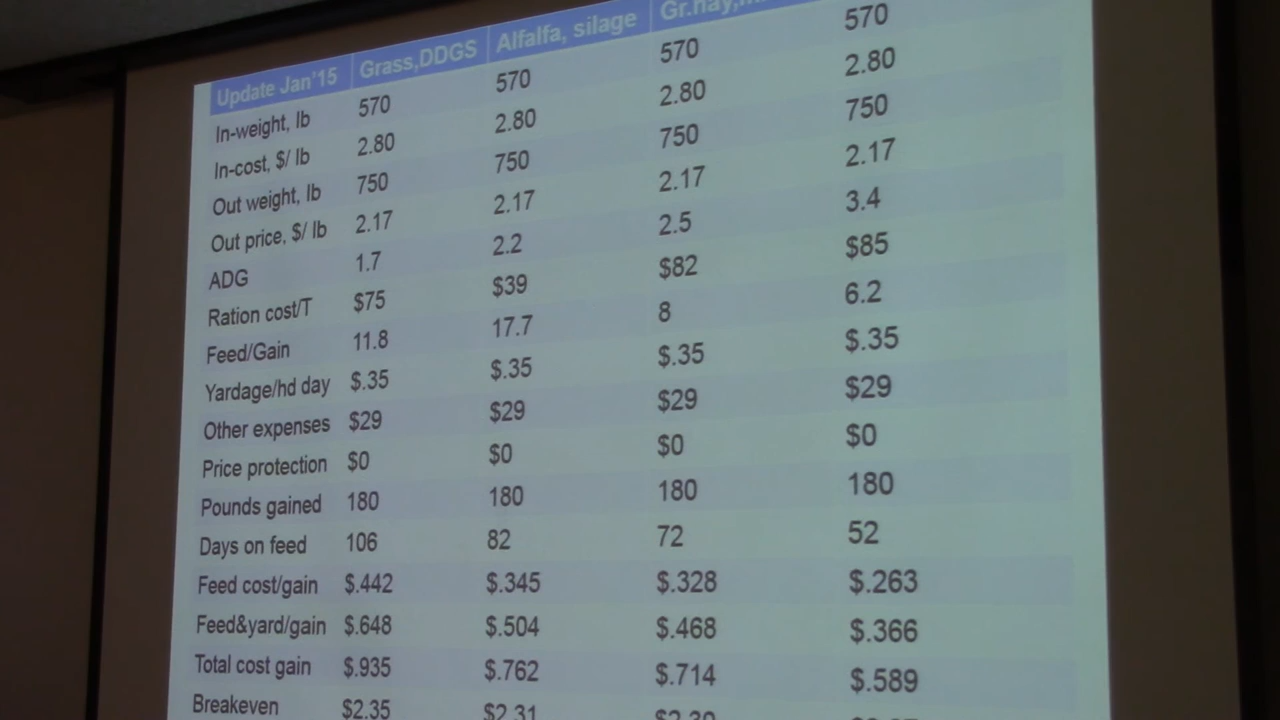 Update Jan'15 Grass,DDGS Alfalfa, silage Gr.hay,
In-weight, lb 570 570 570 570
In-cost, $/ lb 2.80 2.80 2.80 2.80
Out weight, lb 750 750 750 750
Out price, $/ lb 2.17 2.17 2.17 2.17
ADG 1.7 2.2 2.5 3.4
Ration cost/T $75 $39 $82 $85
Feed/Gain 11.8 17.7 8 6.2
Yardage/hd day $.35 $.35 $.35 $.35
Other expenses $29 $29 $29 $29
Price protection $0 $0 $0 $0
Pounds gained 180 180 180 180
Days on feed 106 82 72 52
Feed cost/gain $.442 $.345 $.328 $.263
Feed&yard/gain $.648 $.504 $.468 $.366
Total cost gain $.935 $.762 $.714 $.589
Breakeven $2.35 $2.31